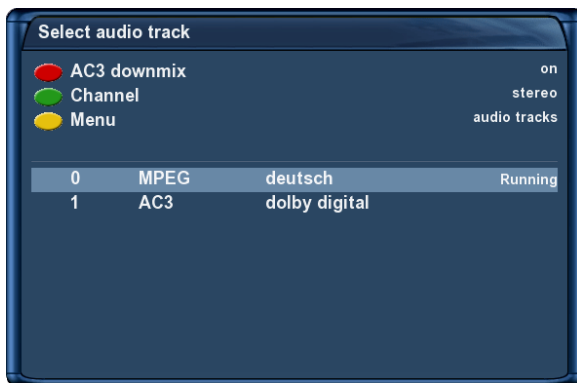 Select audio track
AC3 downmix on
Channel stereo
Menu audio tracks
0 MPEG deutsch Running
1 AC3 dolby digital